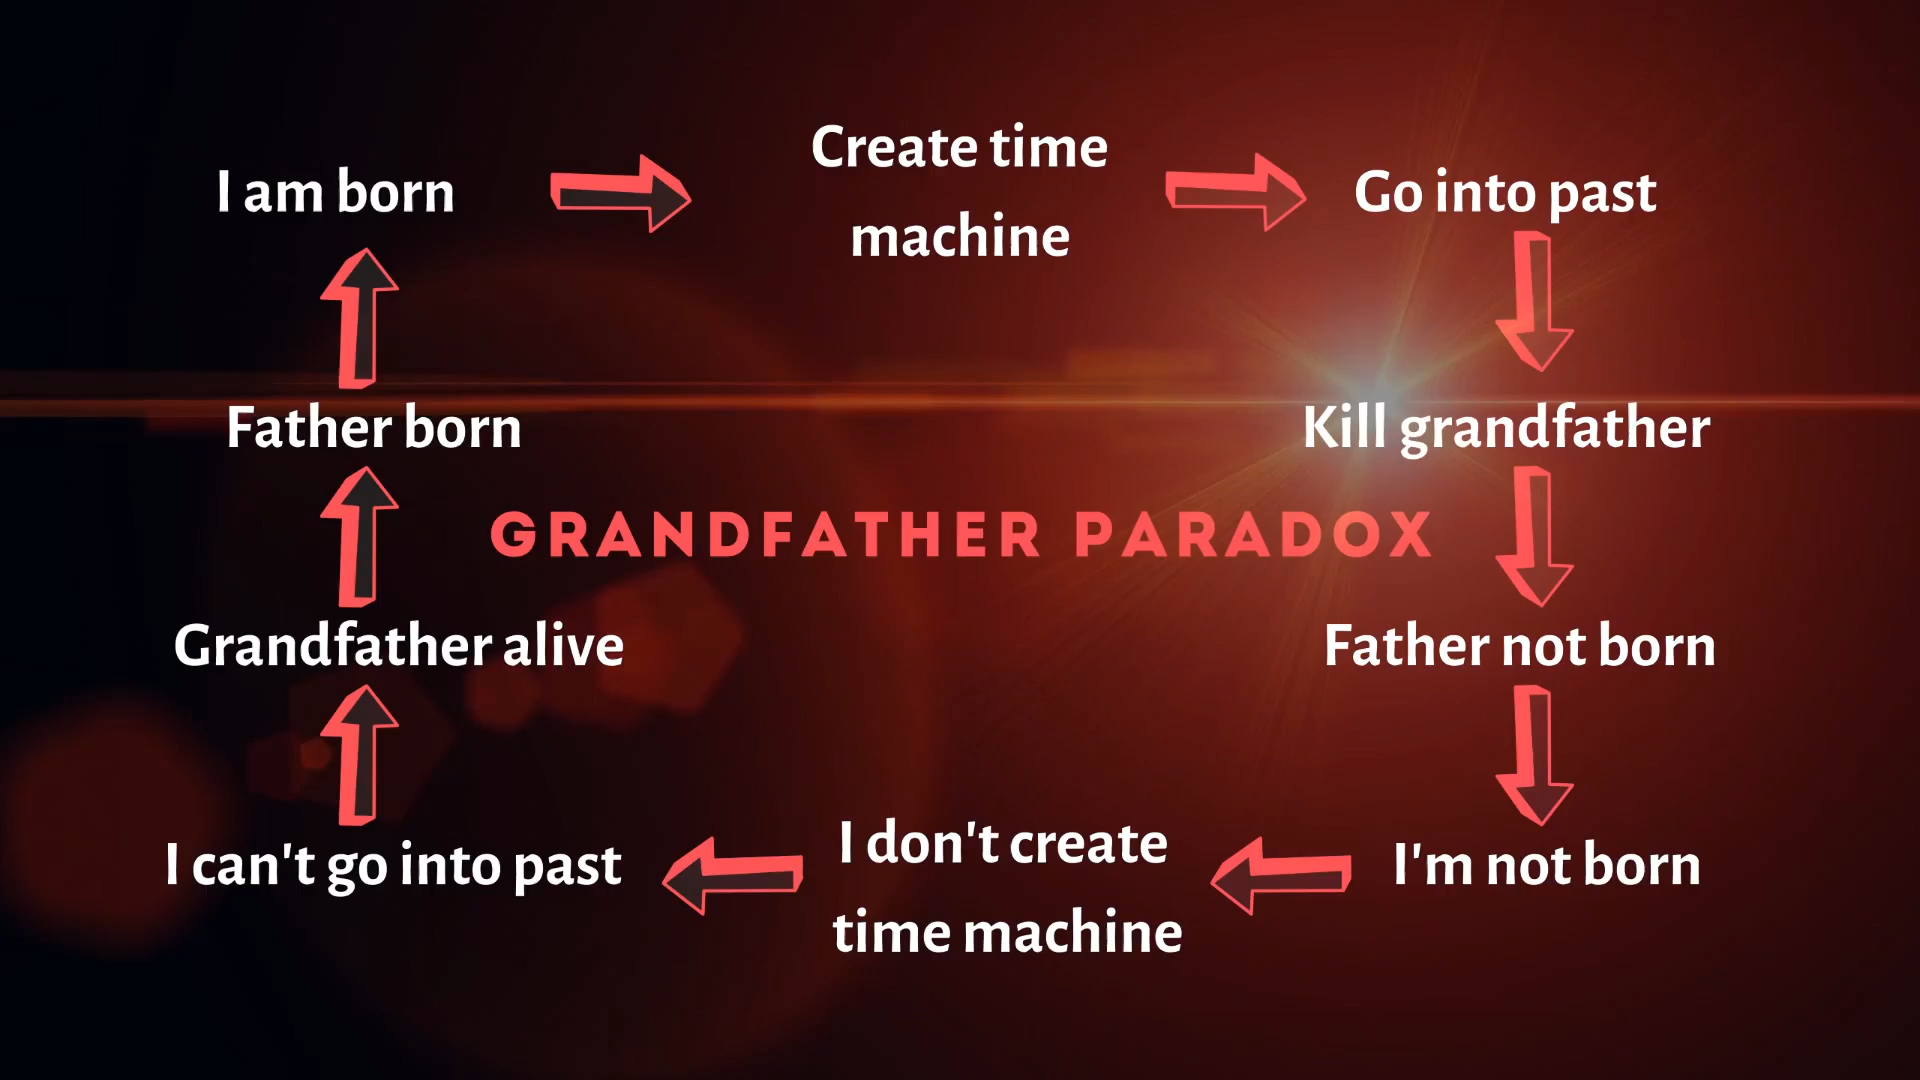 I am born
Create time
machine
Go into past
Father born
Kill grandfather
GRANDFATHER PARADOX
Grandfather alive
Father not born
I can't go into past
I don't create
time machine
I'm not born